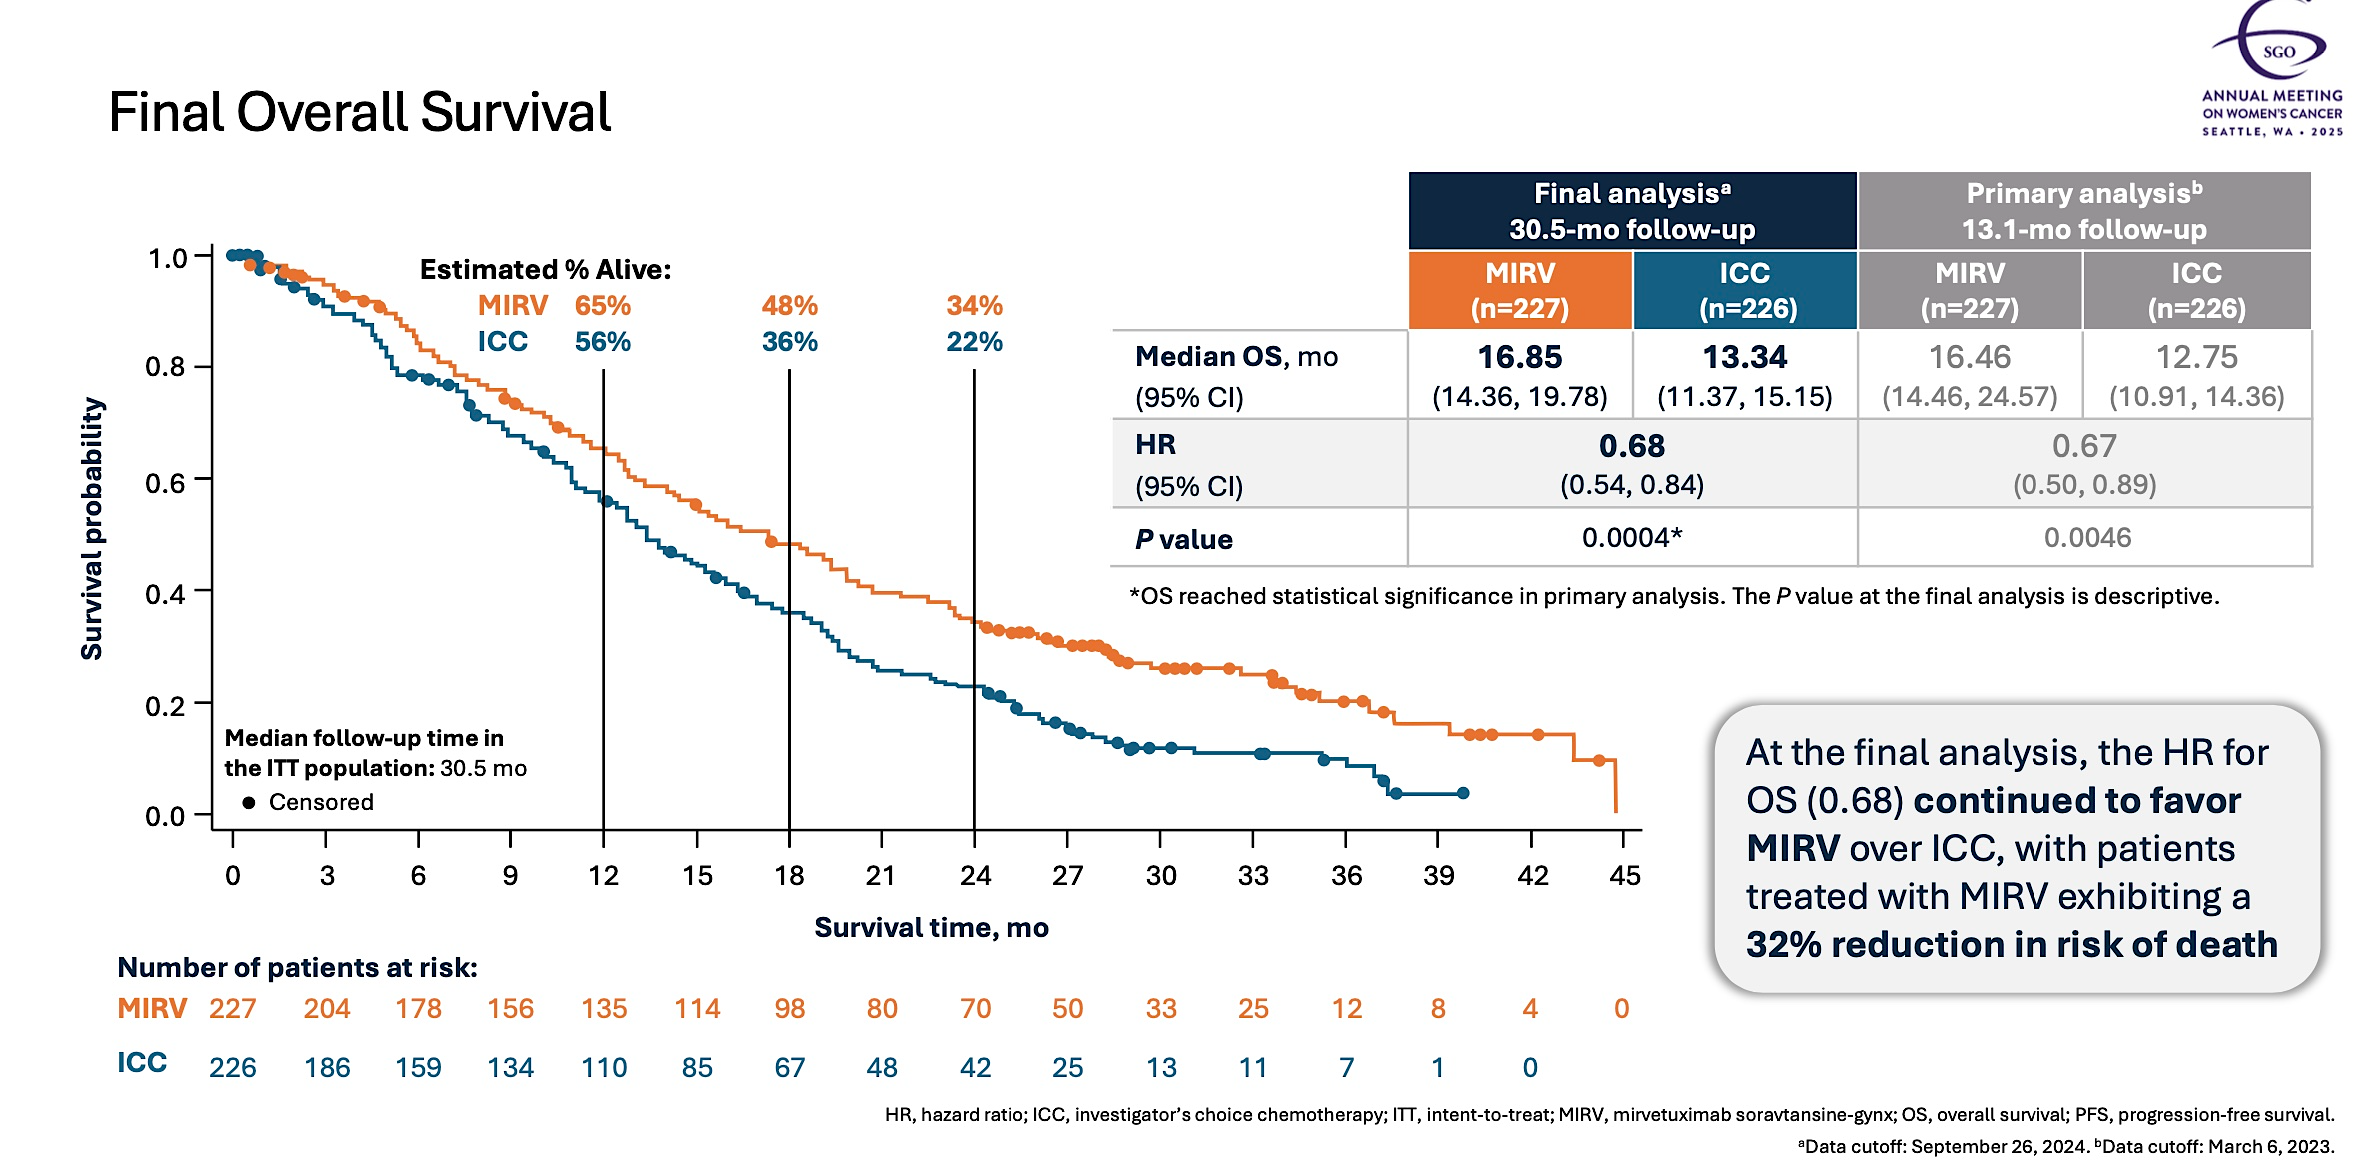 SGO
ANNUAL MEETING
ON WOMEN'S CANCER
SEATTLE, WA • 2025
Final Overall Survival
Final analysisᵃ
30.5-mo follow-up
Primary analysisᵇ
13.1-mo follow-up
MIRV (n=227) ICC (n=226) MIRV (n=227) ICC (n=226)
Median OS, mo 16.85 13.34 16.46 12.75
(95% CI) (14.36, 19.78) (11.37, 15.15) (14.46, 24.57) (10.91, 14.36)
HR 0.68 0.67
(95% CI) (0.54, 0.84) (0.50, 0.89)
P value 0.0004* 0.0046
*OS reached statistical significance in primary analysis. The P value at the final analysis is descriptive.
Estimated % Alive:
MIRV 65% 48% 34%
ICC 56% 36% 22%
Survival probability
1.0
0.8
0.6
0.4
0.2
0.0
Median follow-up time in
the ITT population: 30.5 mo
● Censored
0 3 6 9 12 15 18 21 24 27 30 33 36 39 42 45
Survival time, mo
Number of patients at risk:
MIRV 227 204 178 156 135 114 98 80 70 50 33 25 12 8 4 0
ICC 226 186 159 134 110 85 67 48 42 25 13 11 7 1 0
At the final analysis, the HR for
OS (0.68) continued to favor
MIRV over ICC, with patients
treated with MIRV exhibiting a
32% reduction in risk of death
HR, hazard ratio; ICC, investigator's choice chemotherapy; ITT, intent-to-treat; MIRV, mirvetuximab soravtansine-gynx; OS, overall survival; PFS, progression-free survival.
ᵃData cutoff: September 26, 2024. ᵇData cutoff: March 6, 2023.